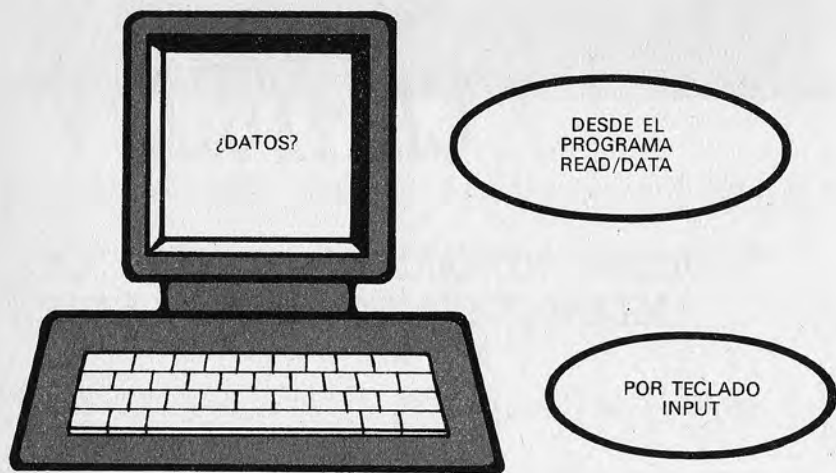 ¿DATOS?
DESDE EL
PROGRAMA
READ/DATA
POR TECLADO
INPUT